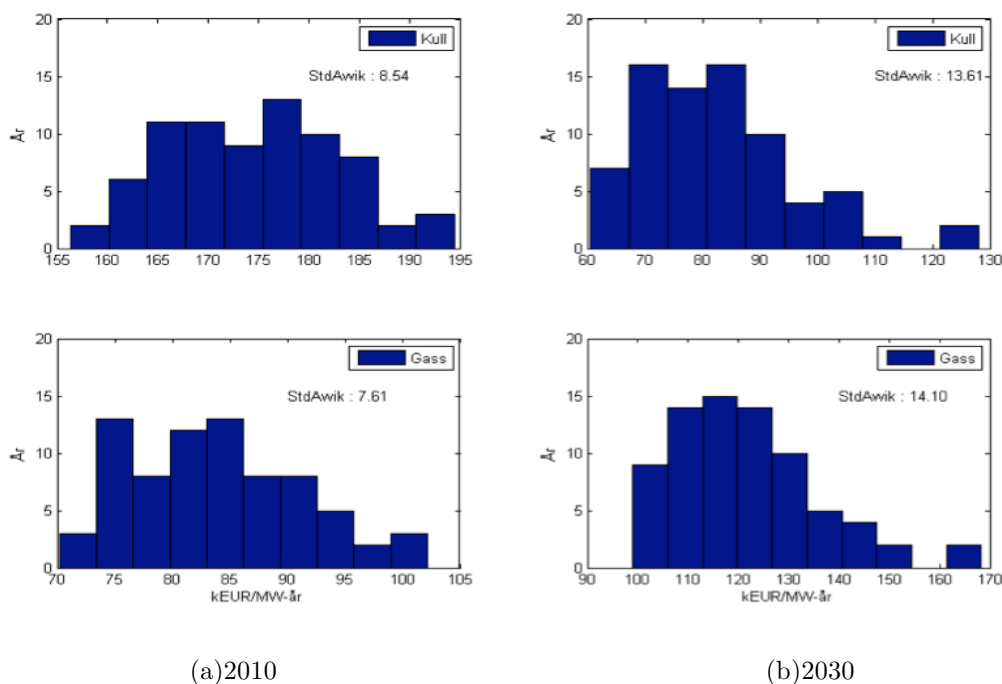 20
15
10
5
0
År
Kull
StdAwik : 8.54
155 160 165 170 175 180 185 190 195
20
15
10
5
0
År
Kull
StdAwik : 13.61
60 70 80 90 100 110 120 130
20
15
10
5
0
År
Gass
StdAwik : 7.61
70 75 80 85 90 95 100 105
kEUR/MW-år
20
15
10
5
0
År
Gass
StdAwik : 14.10
90 100 110 120 130 140 150 160 170
kEUR/MW-år
(a)2010
(b)2030